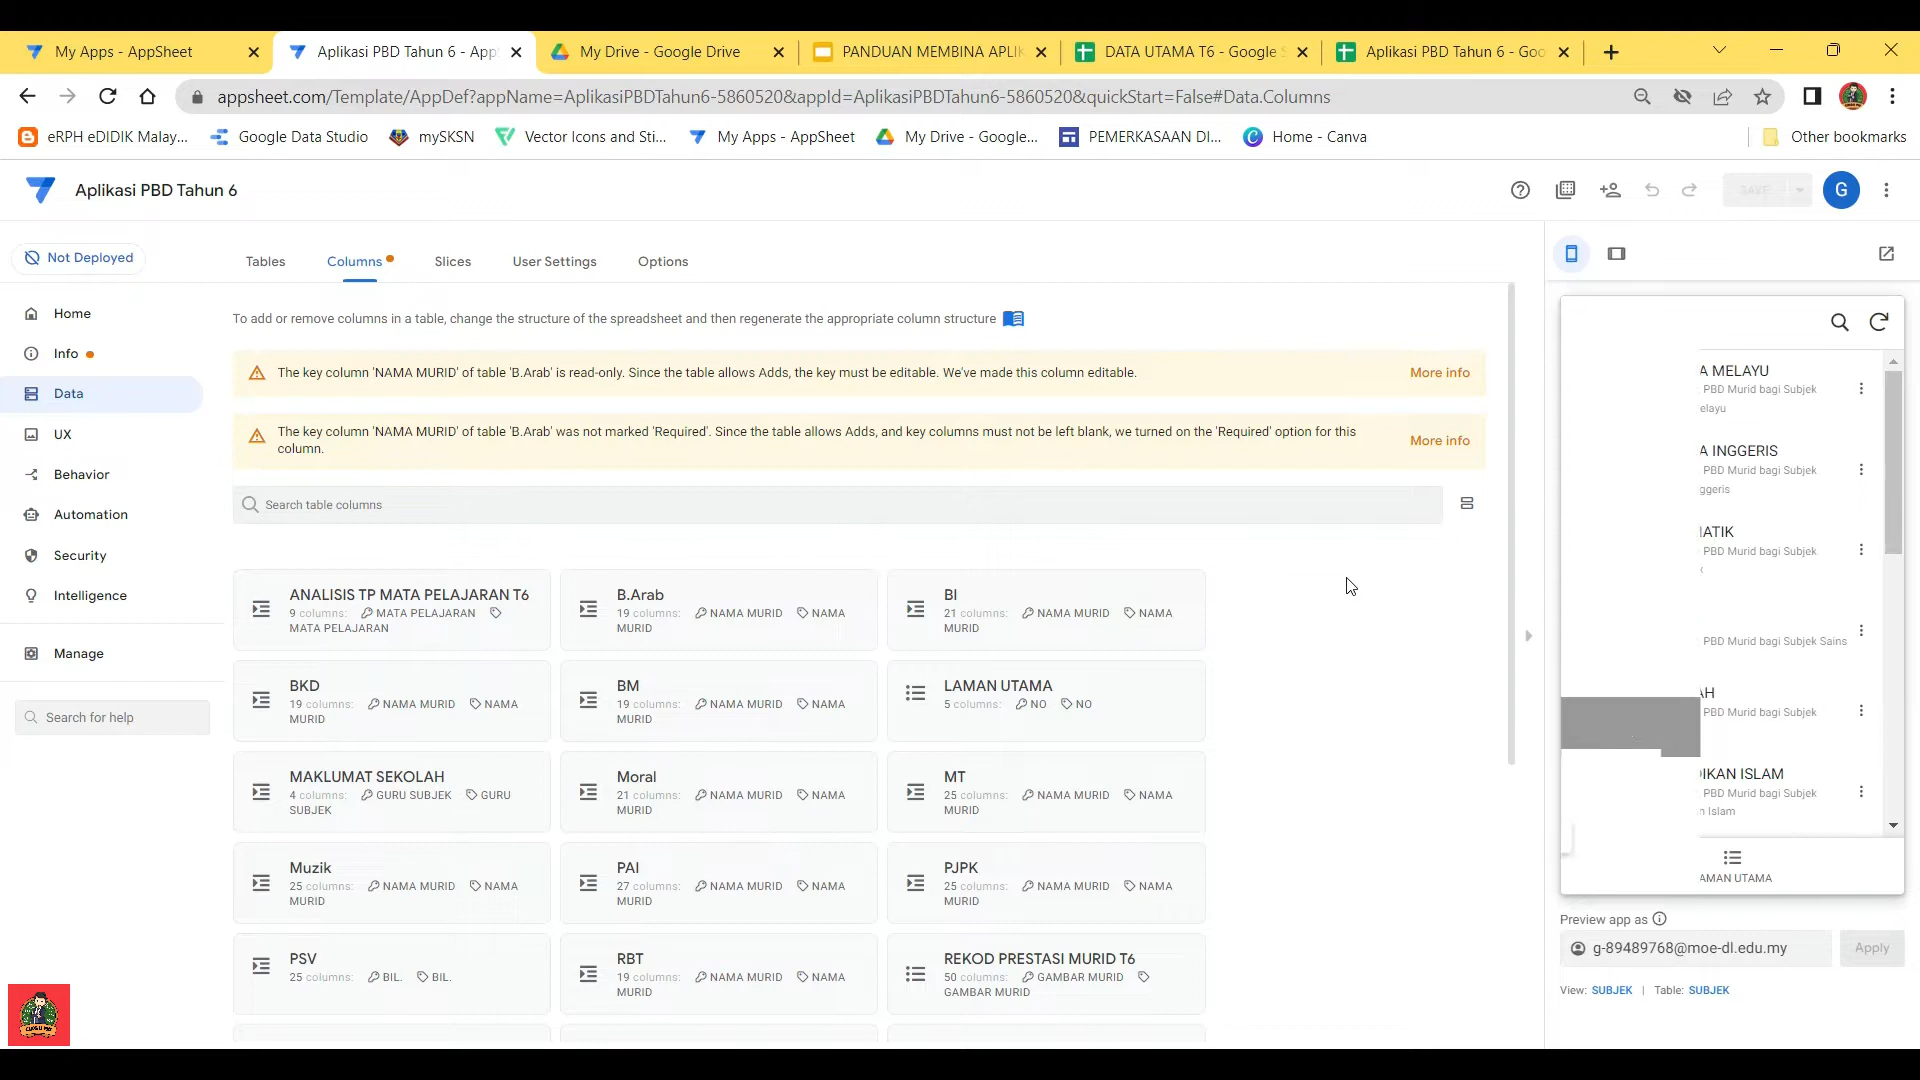 My Apps - AppSheet
Aplikasi PBD Tahun 6 - App
My Drive - Google Drive
PANDUAN MEMBINA APLIK
DATA UTAMA T6 - Google S
Aplikasi PBD Tahun 6 - Goo
appsheet.com/Template/AppDef?appName=AplikasiPBDTahun6-5860520&appId=AplikasiPBDTahun6-5860520&quickStart=False#Data.Columns
eRPH eDIDIK Malay...
Google Data Studio
mySKSN
Vector Icons and Sti...
My Apps - AppSheet
My Drive - Google...
PEMERKASAAN DI...
Home - Canva
Other bookmarks
Aplikasi PBD Tahun 6
SAVE
G
Not Deployed
Home
Info
Data
UX
Behavior
Automation
Security
Intelligence
Manage
Search for help
Tables
Columns
Slices
User Settings
Options
To add or remove columns in a table, change the structure of the spreadsheet and then regenerate the appropriate column structure
The key column 'NAMA MURID' of table 'B.Arab' is read-only. Since the table allows Adds, the key must be editable. We've made this column editable.
More info
The key column 'NAMA MURID' of table 'B.Arab' was not marked 'Required'. Since the table allows Adds, and key columns must not be left blank, we turned on the 'Required' option for this
column.
More info
Search table columns
ANALISIS TP MATA PELAJARAN T6
9 columns: MATA PELAJARAN
MATA PELAJARAN
B.Arab
19 columns: NAMA MURID NAMA
MURID
BI
21 columns: NAMA MURID NAMA
MURID
BKD
19 columns: NAMA MURID NAMA
MURID
BM
19 columns: NAMA MURID NAMA
MURID
LAMAN UTAMA
5 columns: NO NO
MAKLUMAT SEKOLAH
4 columns: GURU SUBJEK GURU
SUBJEK
Moral
21 columns: NAMA MURID NAMA
MURID
MT
25 columns: NAMA MURID NAMA
MURID
Muzik
25 columns: NAMA MURID NAMA
MURID
PAI
27 columns: NAMA MURID NAMA
MURID
PJPK
25 columns: NAMA MURID NAMA
MURID
PSV
25 columns: BIL. BIL.
RBT
19 columns: NAMA MURID NAMA
MURID
REKOD PRESTASI MURID T6
50 columns: GAMBAR MURID
GAMBAR MURID
A MELAYU
PBD Murid bagi Subjek
elayu
A INGGERIS
PBD Murid bagi Subjek
ggeris
IATIK
PBD Murid bagi Subjek
k
PBD Murid bagi Subjek Sains
AH
PBD Murid bagi Subjek
IKAN ISLAM
PBD Murid bagi Subjek
n Islam
AMAN UTAMA
Preview app as
g-89489768@moe-dl.edu.my
Apply
View: SUBJEK | Table: SUBJEK